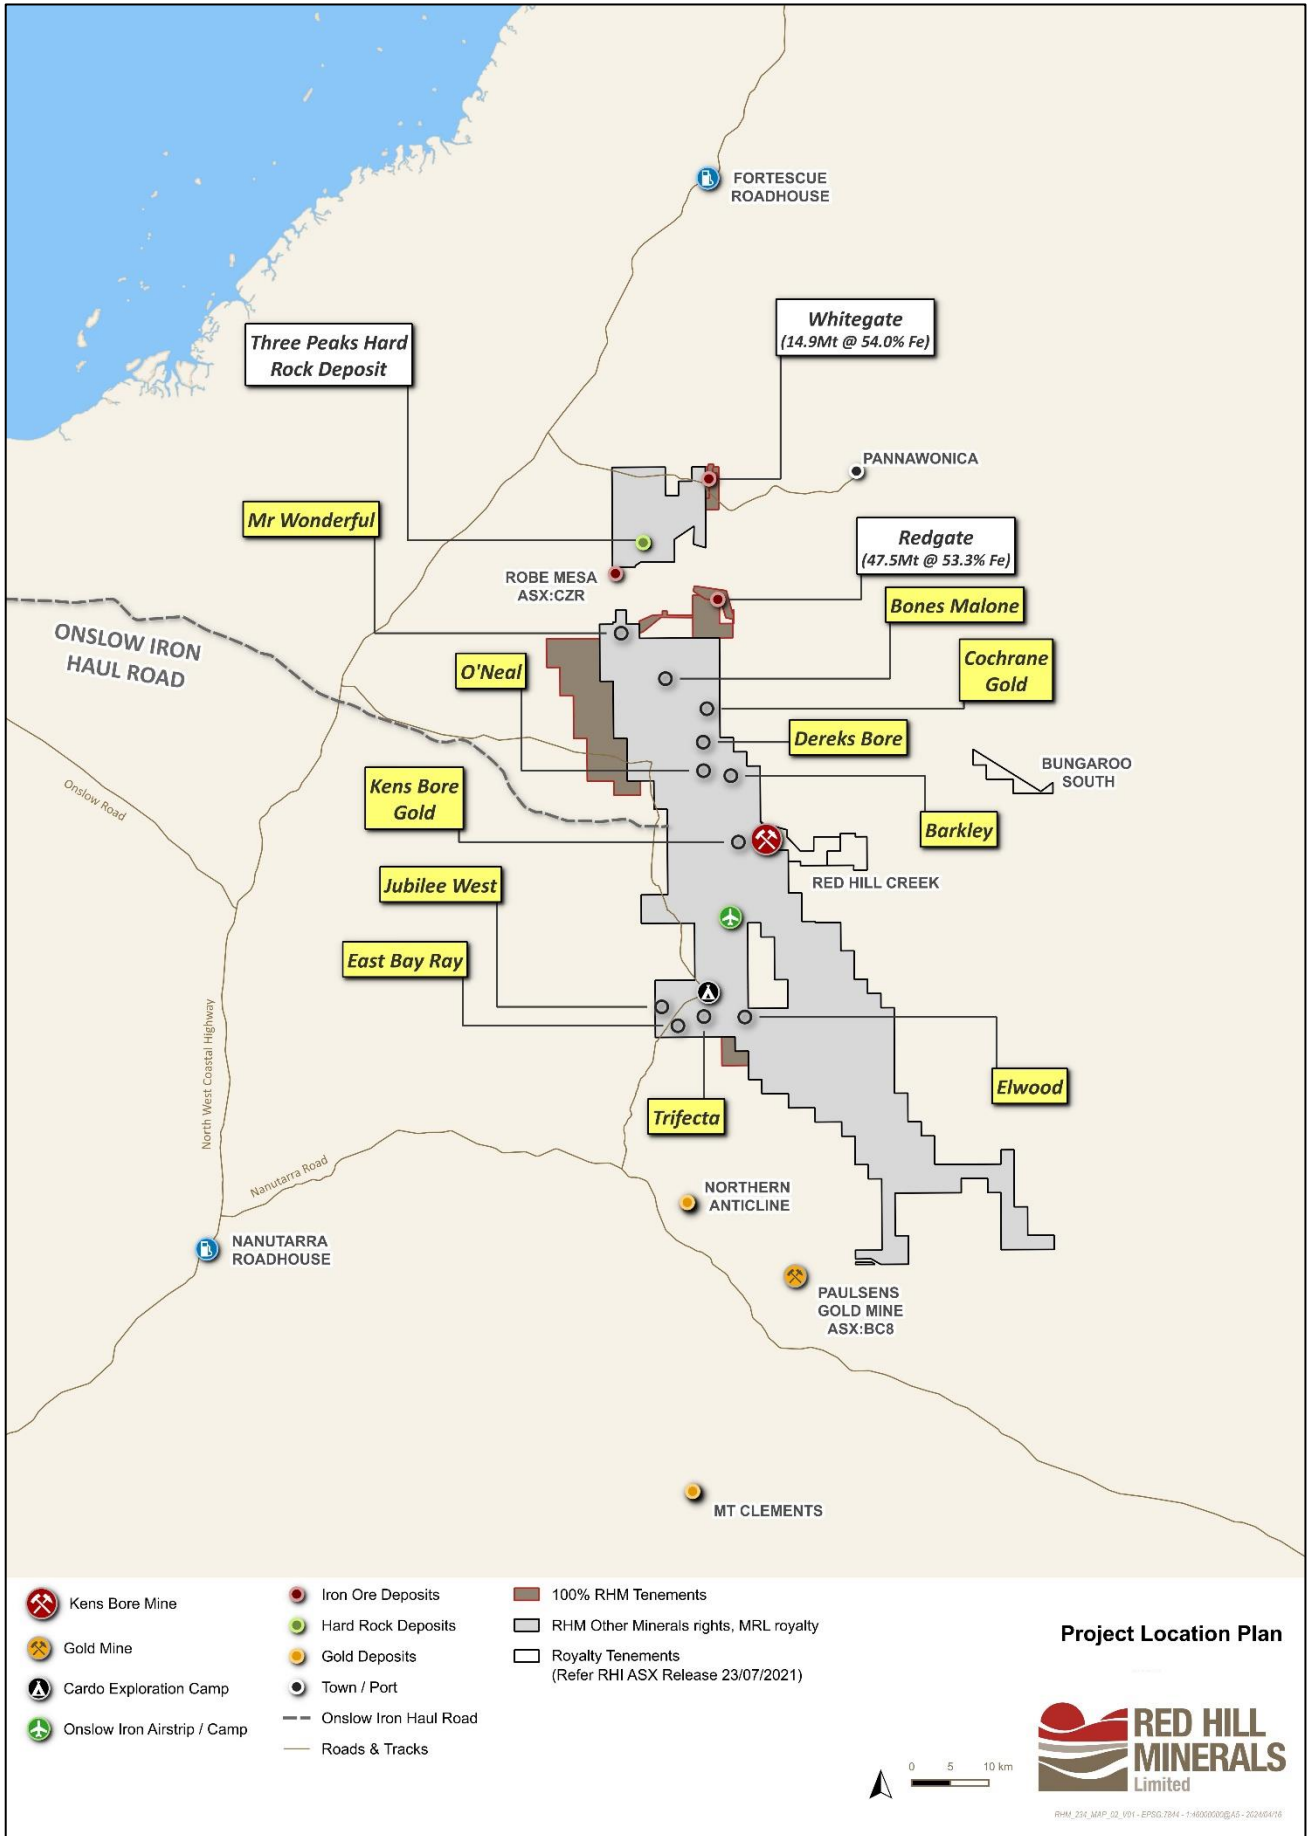 FORTESCUE
ROADHOUSE
Whitegate
(14.9Mt @ 54.0% Fe)
Three Peaks Hard
Rock Deposit
PANNAWONICA
Mr Wonderful
Redgate
(47.5Mt @ 53.3% Fe)
ROBE MESA
ASX:CZR
Bones Malone
ONSLOW IRON
HAUL ROAD
O'Neal
Cochrane
Gold
Dereks Bore
BUNGAROO
SOUTH
Onslow Road
Kens Bore
Gold
Barkley
RED HILL CREEK
Jubilee West
East Bay Ray
North West Coastal Highway
Elwood
Trifecta
Nanutarra Road
NORTHERN
ANTICLINE
NANUTARRA
ROADHOUSE
PAULSENS
GOLD MINE
ASX:BC8
MT CLEMENTS
Kens Bore Mine
Gold Mine
Cardo Exploration Camp
Onslow Iron Airstrip / Camp
Iron Ore Deposits
Hard Rock Deposits
Gold Deposits
Town / Port
Onslow Iron Haul Road
Roads & Tracks
100% RHM Tenements
RHM Other Minerals rights, MRL royalty
Royalty Tenements
(Refer RHI ASX Release 23/07/2021)
Project Location Plan
0 5 10 km
RED HILL
MINERALS
Limited